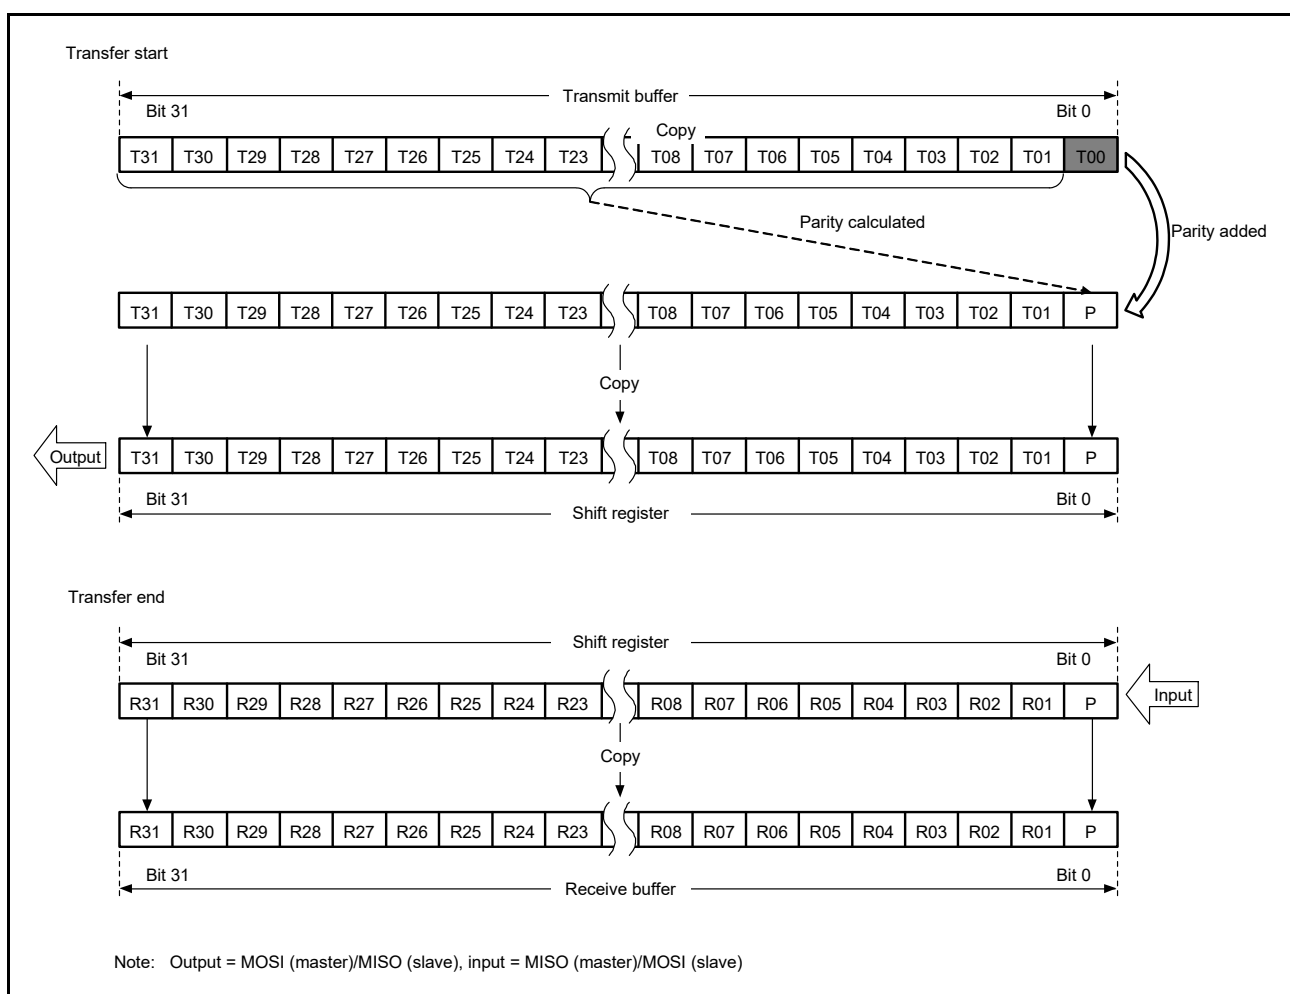 Transfer start
Transmit buffer
Bit 31 Bit 0
Copy
T31 T30 T29 T28 T27 T26 T25 T24 T23 T08 T07 T06 T05 T04 T03 T02 T01 T00
Parity calculated
Parity added
T31 T30 T29 T28 T27 T26 T25 T24 T23 T08 T07 T06 T05 T04 T03 T02 T01 P
Copy
Output T31 T30 T29 T28 T27 T26 T25 T24 T23 T08 T07 T06 T05 T04 T03 T02 T01 P
Bit 31 Bit 0
Shift register
Transfer end
Shift register
Bit 31 Bit 0
R31 R30 R29 R28 R27 R26 R25 R24 R23 R08 R07 R06 R05 R04 R03 R02 R01 P Input
Copy
R31 R30 R29 R28 R27 R26 R25 R24 R23 R08 R07 R06 R05 R04 R03 R02 R01 P
Bit 31 Bit 0
Receive buffer
Note: Output = MOSI (master)/MISO (slave), input = MISO (master)/MOSI (slave)